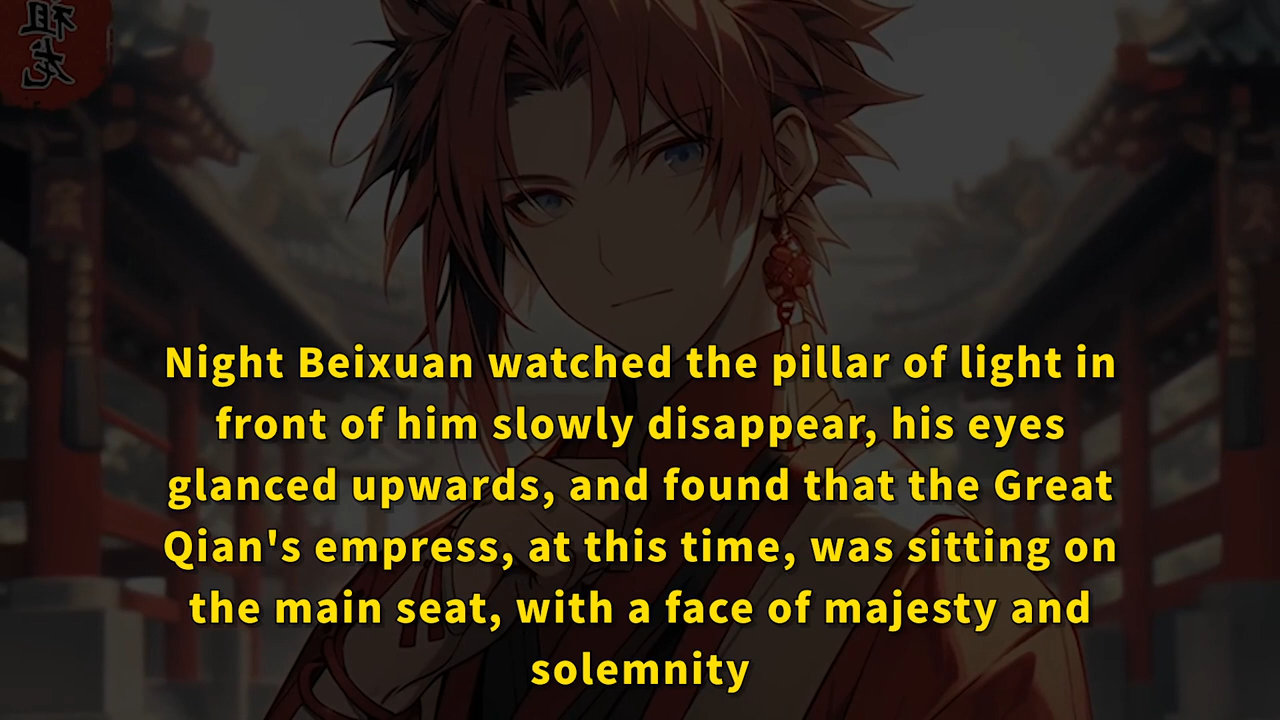 祖龙
Night Beixuan watched the pillar of light in
front of him slowly disappear, his eyes
glanced upwards, and found that the Great
Qian's empress, at this time, was sitting on
the main seat, with a face of majesty and
solemnity